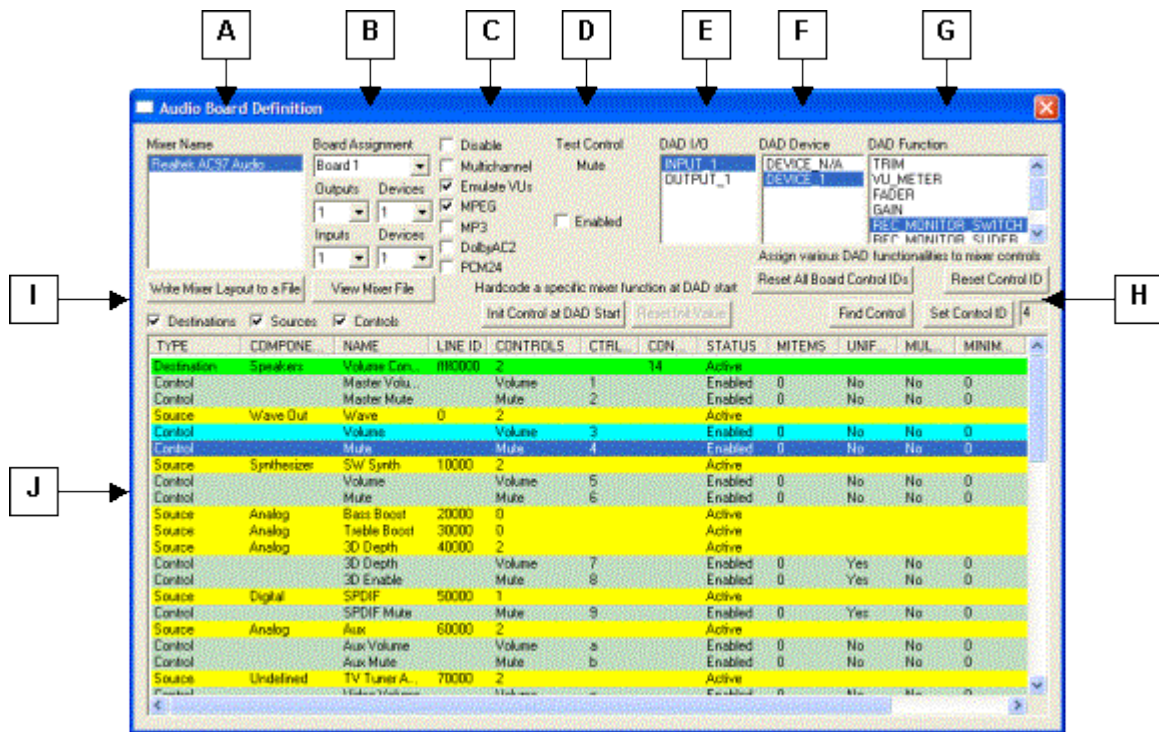 A B C D E F G
Audio Board Definition
Mixer Name Board Assignment Disable Test Control DAD I/O DAD Device DAD Function
Realtek AC97 Audio Board 1 Multichannel Mute INPUT_1 DEVICE_N/A TRIM
Outputs Devices Emulate VUs OUTPUT_1 DEVICE_1 VU_METER
1 1 MPEG FADER
Inputs Devices MP3 Enabled GAIN
1 1 DolbyAC2 REC_MONITOR_SWITCH
PCM24 REC_MONITOR_SLIDER
Assign various DAD functionalities to mixer controls
I Write Mixer Layout to a File View Mixer File Hardcode a specific mixer function at DAD start Reset All Board Control IDs Reset Control ID H
Destinations Sources Controls Init Control at DAD Start Reset Init Value Find Control Set Control ID 4
TYPE COMPONE... NAME LINE ID CONTROLS CTRL... CON... STATUS MITEMS UNIF... MUL... MINIM...
Destination Speakers Volume Con... ffff0000 2 14 Active
Control Master Volu... Volume 1 Enabled 0 No No 0
Control Master Mute Mute 2 Enabled 0 No No 0
Source Wave Out Wave 0 2 Active
Control Volume Volume 3 Enabled 0 No No 0
Control Mute Mute 4 Enabled 0 No No 0
Source Synthesizer SW Synth 10000 2 Active
J Control Volume Volume 5 Enabled 0 No No 0
Control Mute Mute 6 Enabled 0 No No 0
Source Analog Bass Boost 20000 0 Active
Source Analog Treble Boost 30000 0 Active
Source Analog 3D Depth 40000 2 Active
Control 3D Depth Volume 7 Enabled 0 Yes No 0
Control 3D Enable Mute 8 Enabled 0 Yes No 0
Source Digital SPDIF 50000 1 Active
Control SPDIF Mute Mute 9 Enabled 0 Yes No 0
Source Analog Aux 60000 2 Active
Control Aux Volume Volume a Enabled 0 No No 0
Control Aux Mute Mute b Enabled 0 No No 0
Source Undefined TV Tuner A... 70000 2 Active
Control Video Volume Volume Enabled 0 No No 0